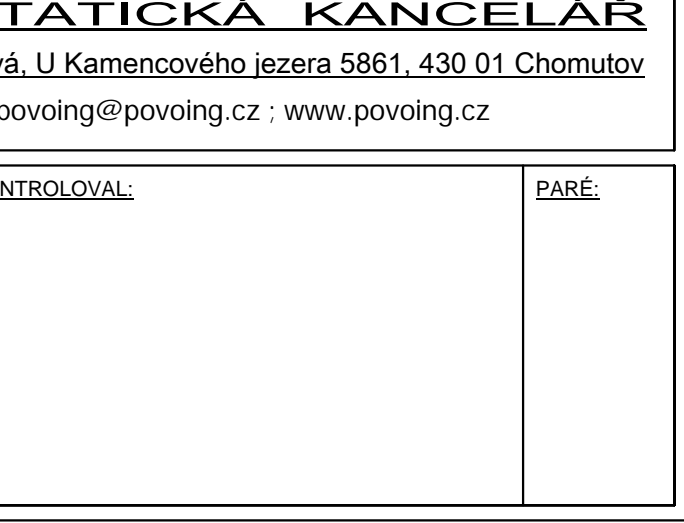 TATICKÁ KANCELÁŘ
vá, U Kamencového jezera 5861, 430 01 Chomutov
povoing@povoing.cz ; www.povoing.cz
NTROLOVAL: PARÉ: